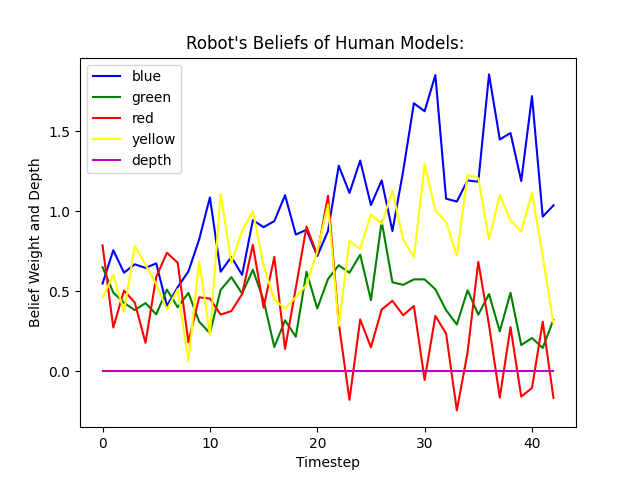 Robot's Beliefs of Human Models:
blue
green
red
yellow
depth
Belief Weight and Depth
1.5
1.0
0.5
0.0
0 10 20 30 40
Timestep